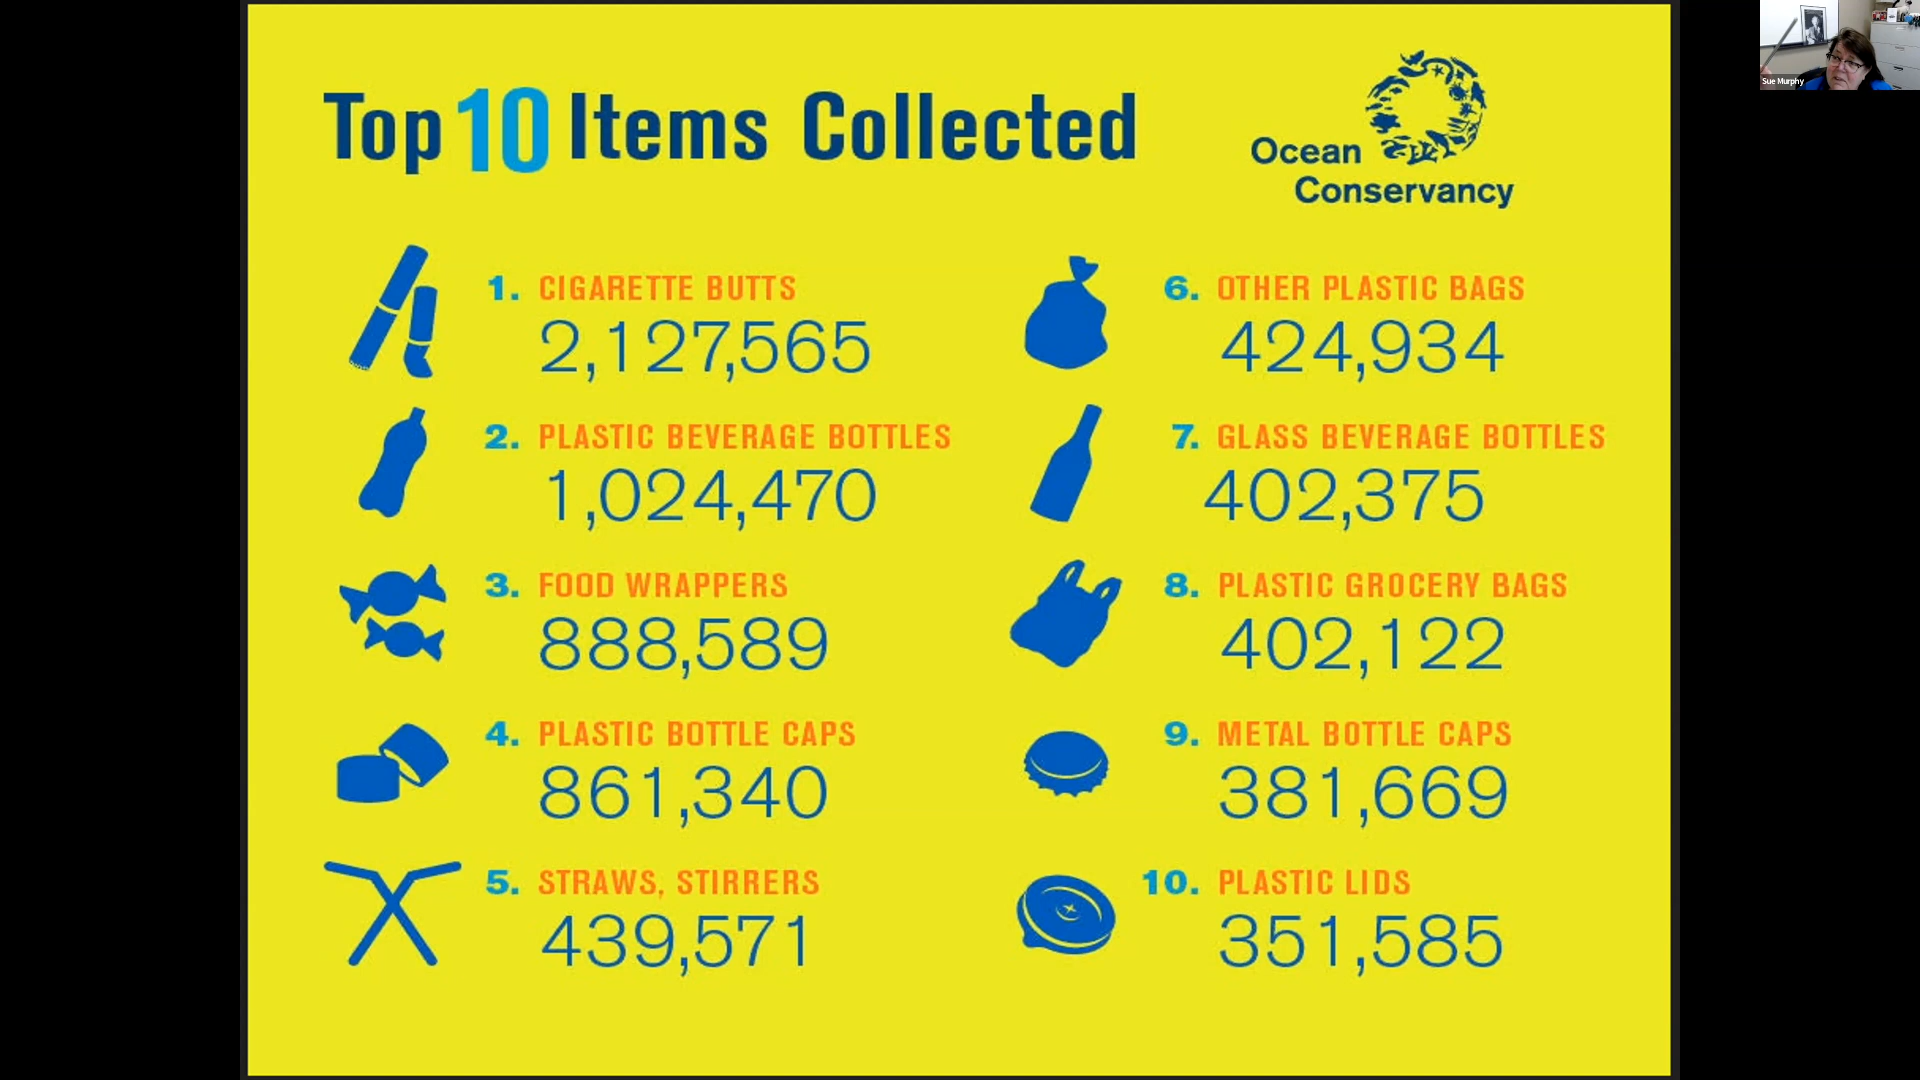 Top 10 Items Collected
Ocean
Conservancy
1. CIGARETTE BUTTS
2,127,565
2. PLASTIC BEVERAGE BOTTLES
1,024,470
3. FOOD WRAPPERS
888,589
4. PLASTIC BOTTLE CAPS
861,340
5. STRAWS, STIRRERS
439,571
6. OTHER PLASTIC BAGS
424,934
7. GLASS BEVERAGE BOTTLES
402,375
8. PLASTIC GROCERY BAGS
402,122
9. METAL BOTTLE CAPS
381,669
10. PLASTIC LIDS
351,585
Sue Murphy